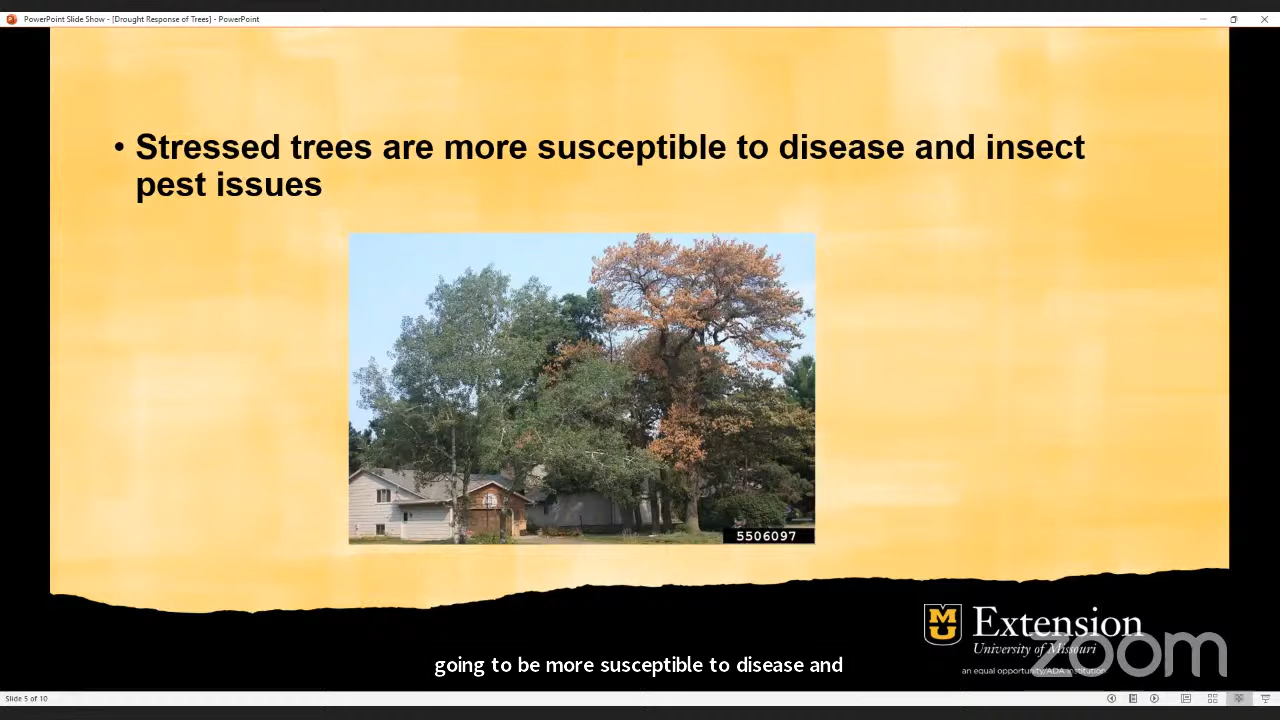 PowerPoint Slide Show - [Drought Response of Trees] - PowerPoint
• Stressed trees are more susceptible to disease and insect
pest issues
5506097
MU Extension
University of Missouri
an equal opportunity/ADA institution
zoom
going to be more susceptible to disease and
Slide 5 of 10